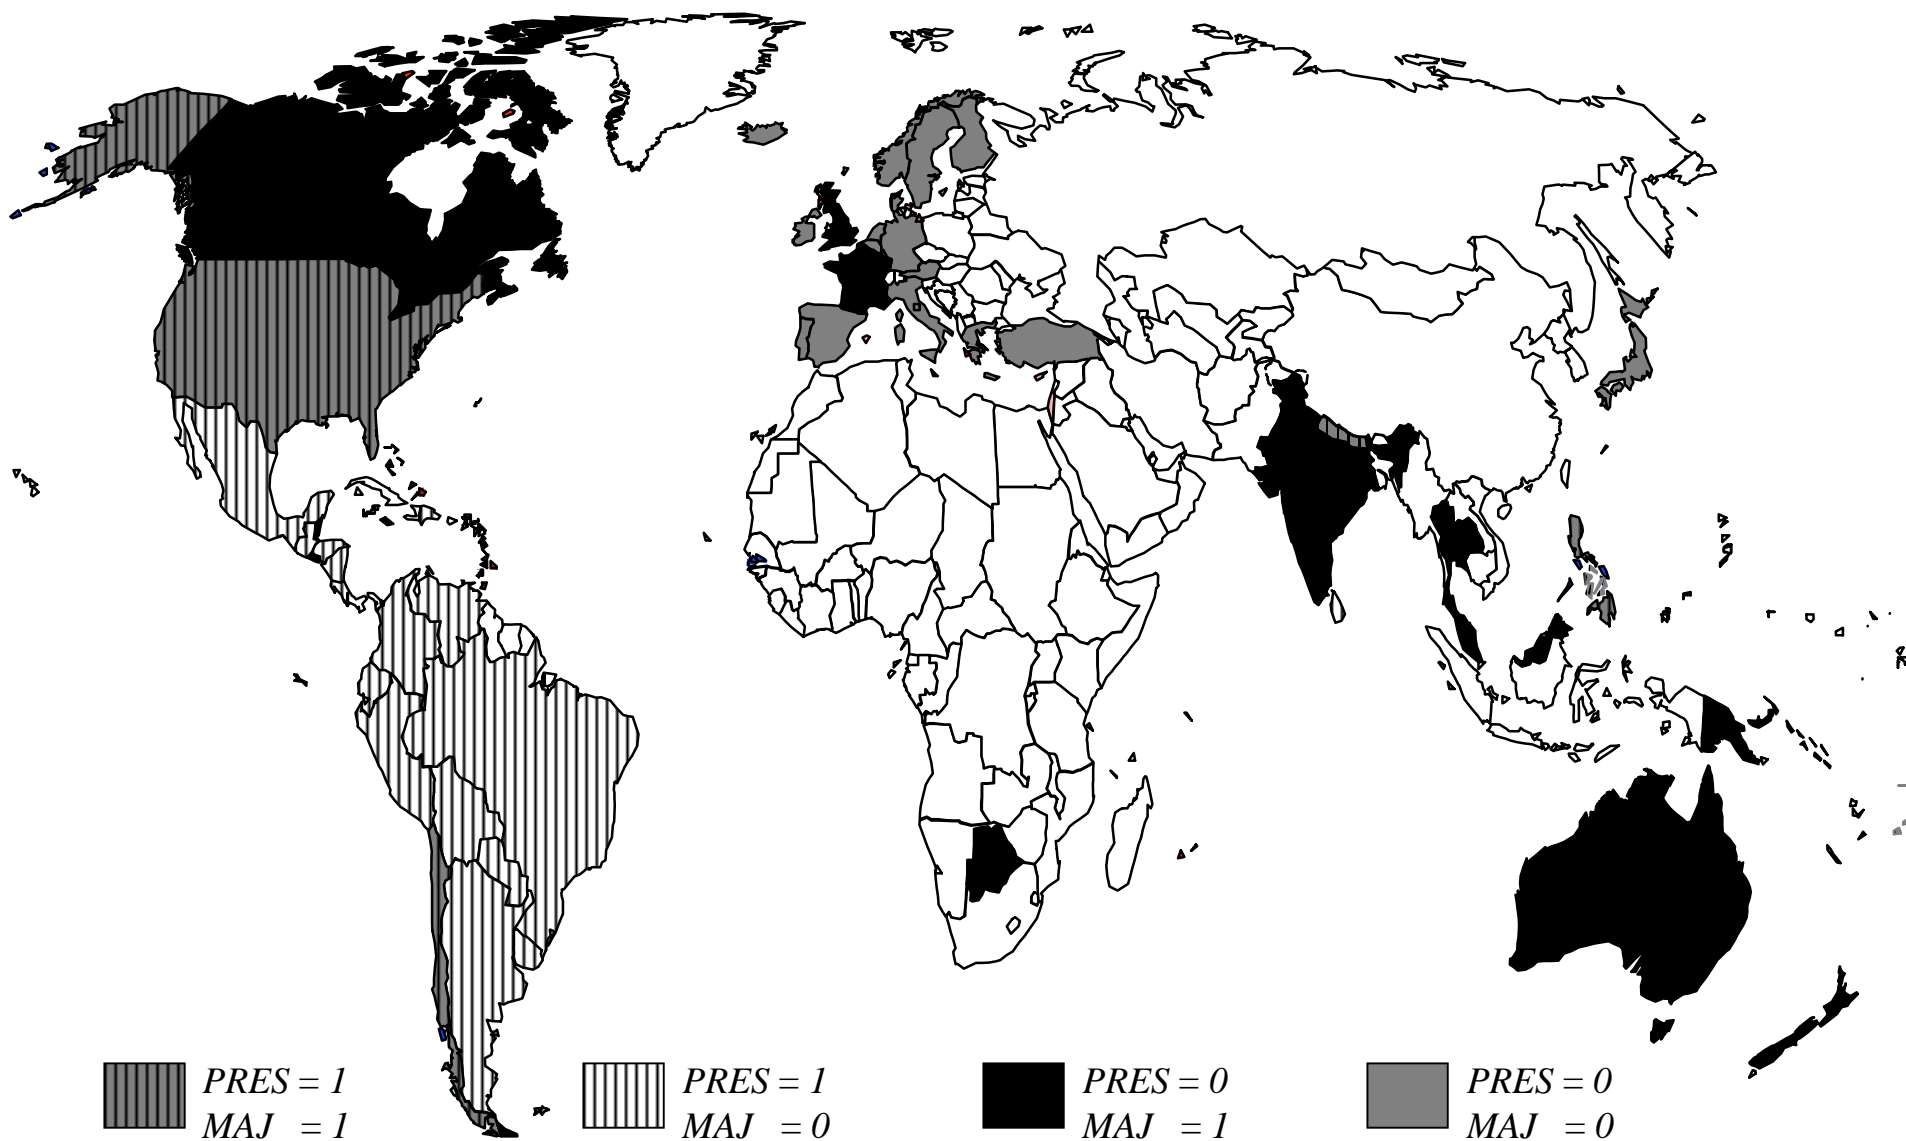 PRES = 1 PRES = 1 PRES = 0 PRES = 0
MAJ = 1 MAJ = 0 MAJ = 1 MAJ = 0